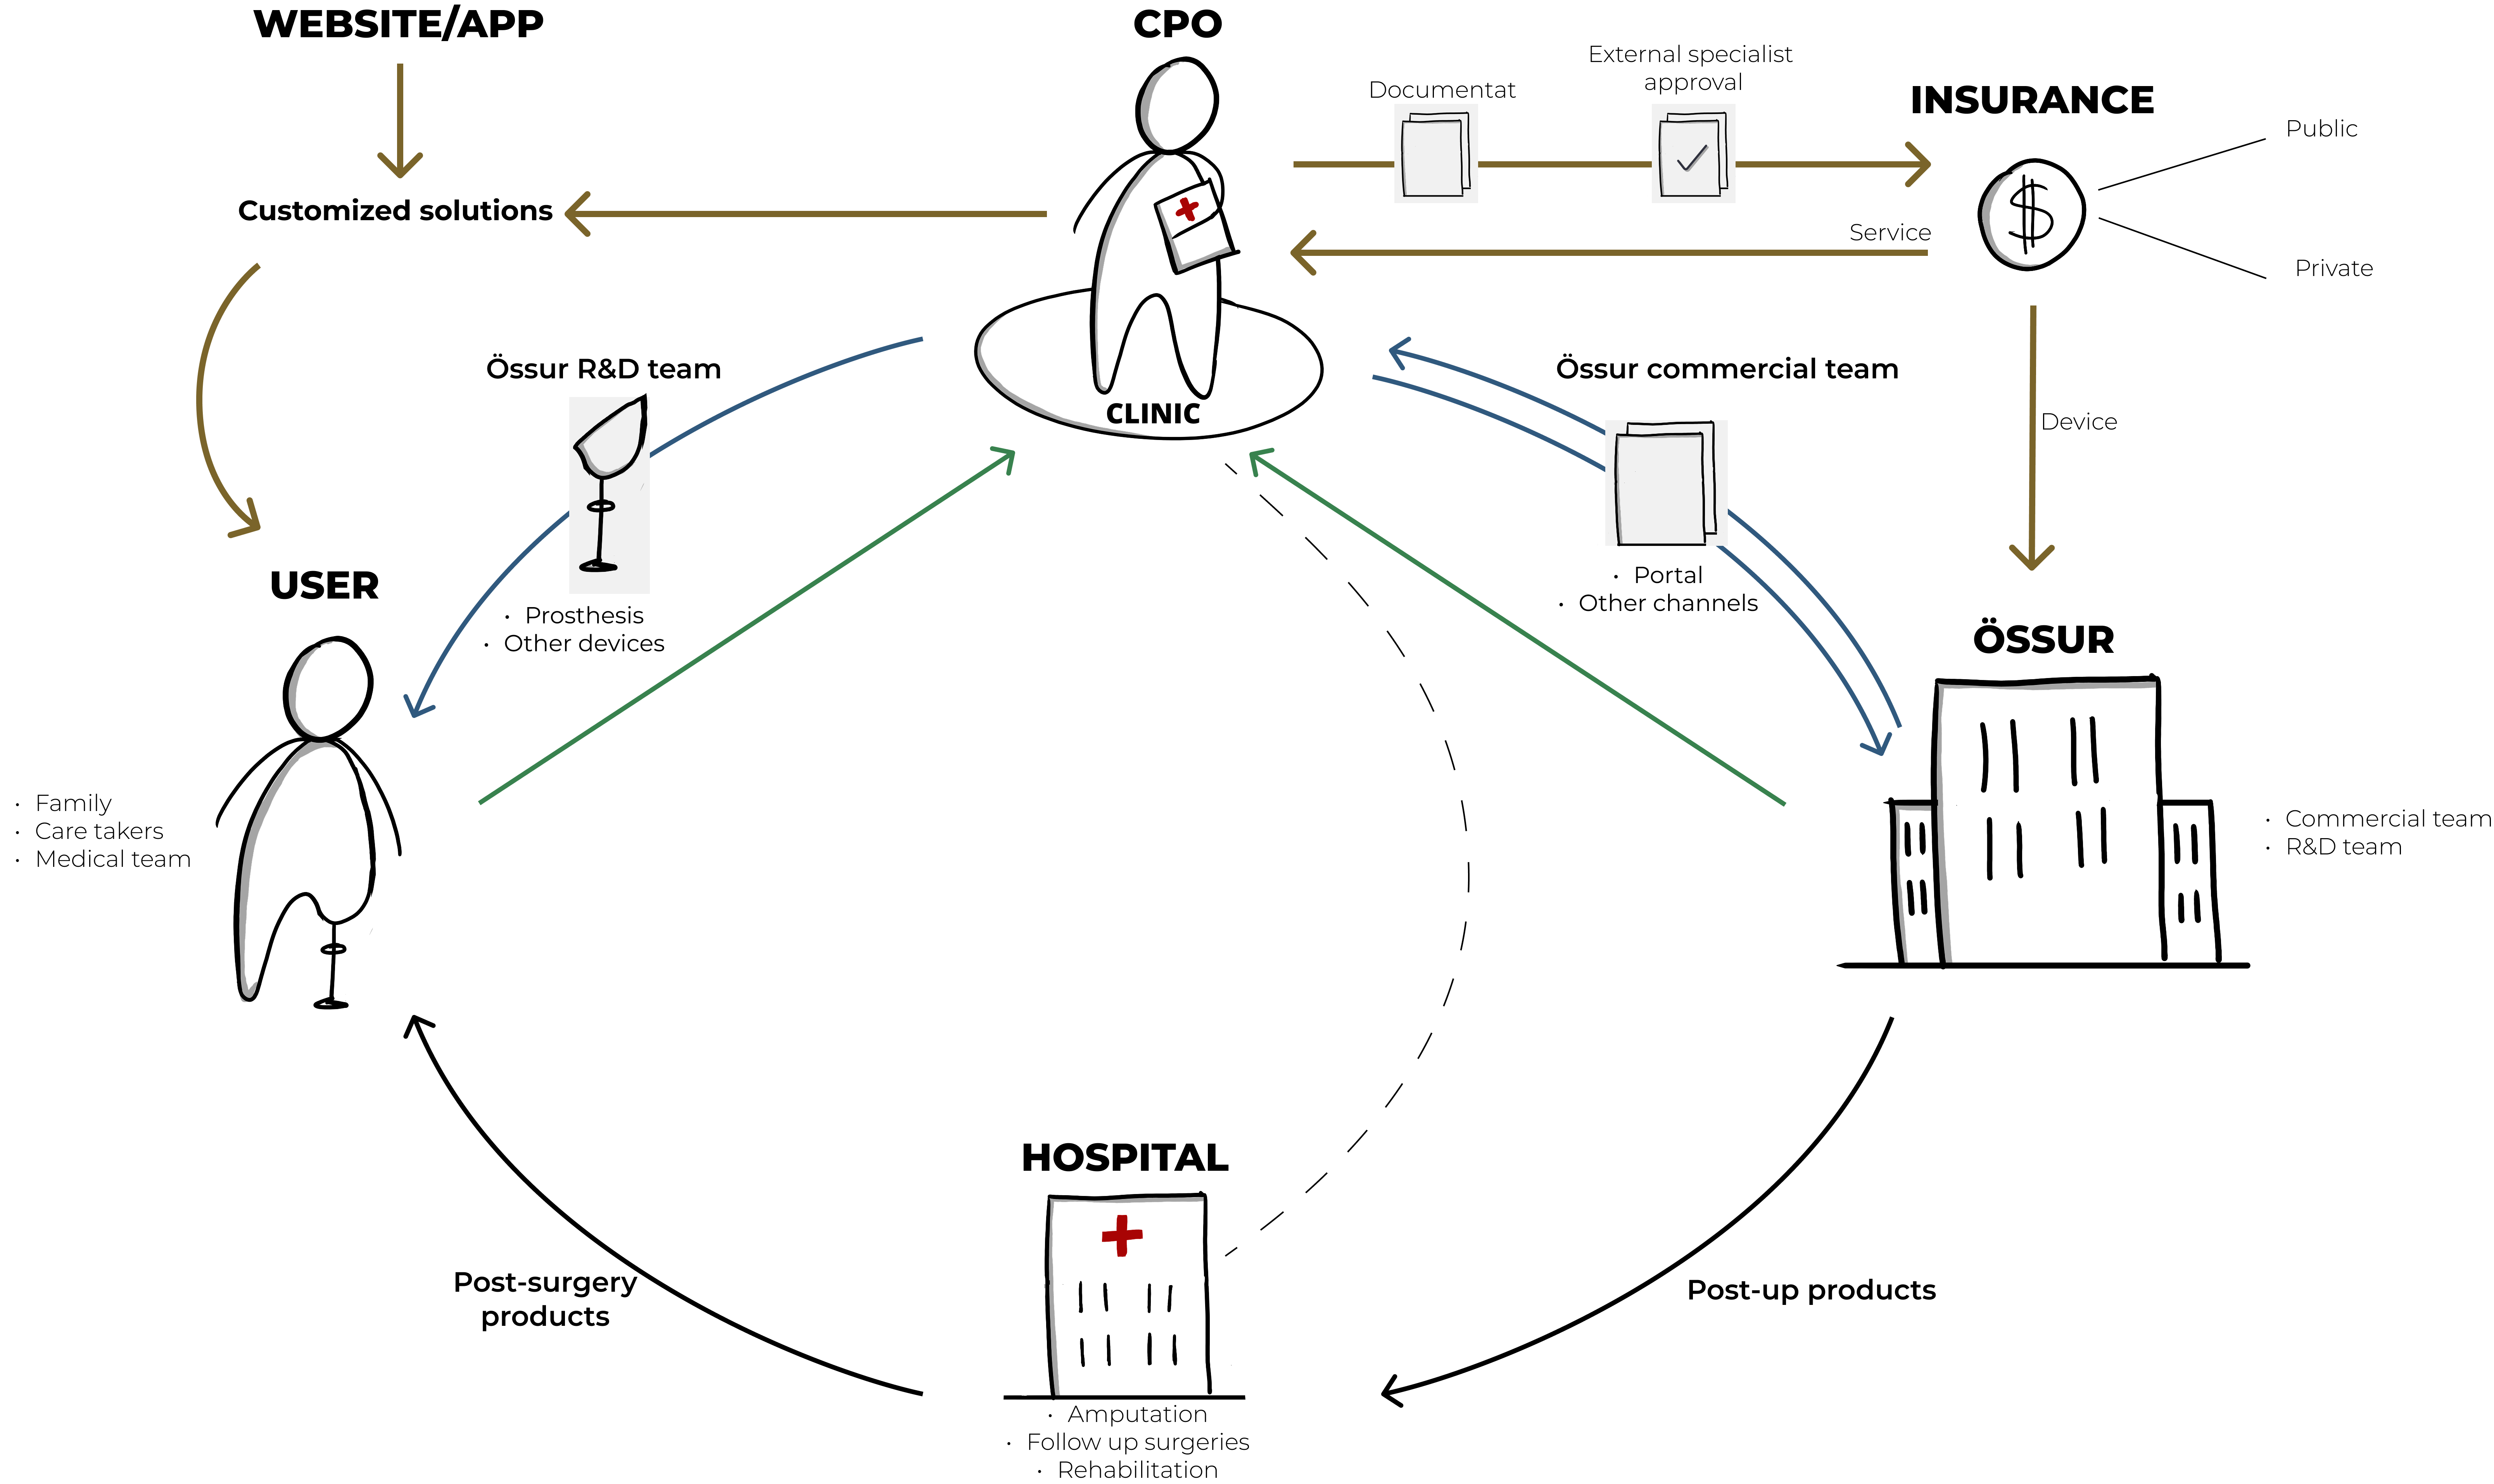 WEBSITE/APP
CPO
External specialist
approval
Documentat
INSURANCE
Public
Customized solutions
Service
Private
Össur R&D team
Össur commercial team
CLINIC
Device
• Portal
• Other channels
USER
• Prosthesis
• Other devices
ÖSSUR
• Family
• Care takers
• Medical team
• Commercial team
• R&D team
HOSPITAL
Post-surgery
products
Post-up products
• Amputation
• Follow up surgeries
• Rehabilitation